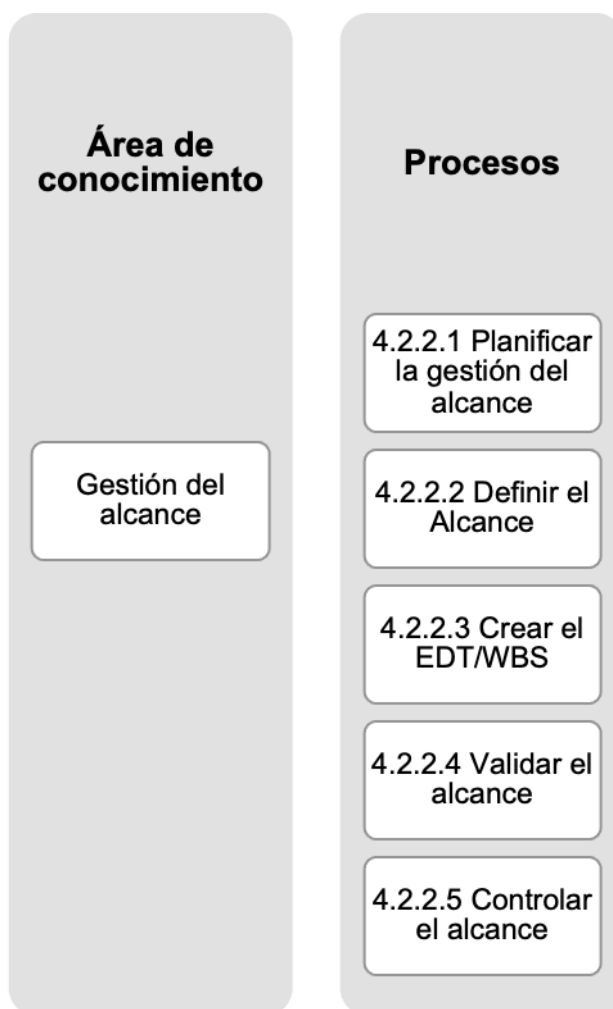 Área de
conocimiento
Gestión del
alcance
Procesos
4.2.2.1 Planificar
la gestión del
alcance
4.2.2.2 Definir el
Alcance
4.2.2.3 Crear el
EDT/WBS
4.2.2.4 Validar el
alcance
4.2.2.5 Controlar
el alcance